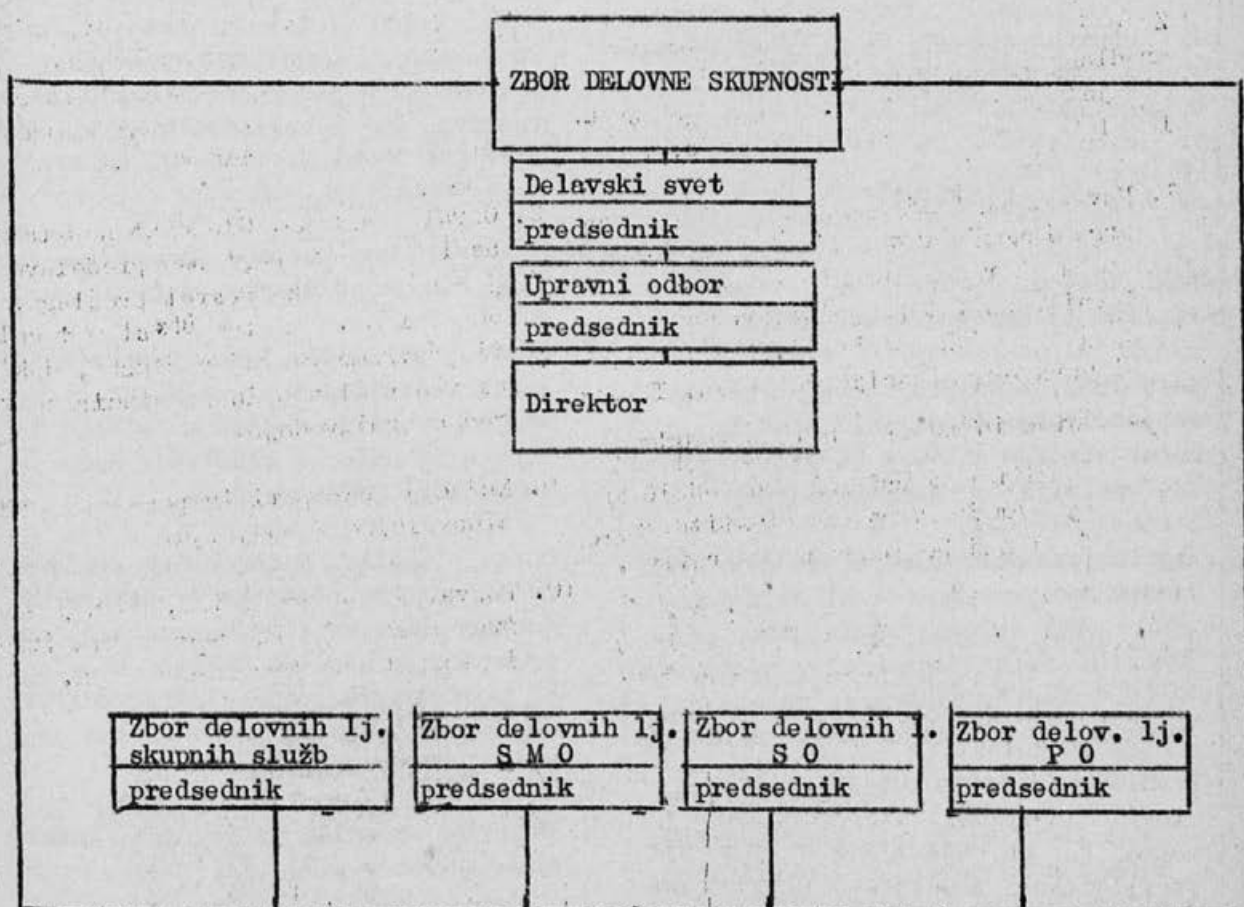 ZBOR DELOVNE SKUPNOSTI
Delavski svet
predsednik
Upravni odbor
predsednik
Direktor
Zbor delovnih lj.
skupnih služb
predsednik
Zbor delovnih lj.
S M O
predsednik
Zbor delovnih l.
S O
predsednik
Zbor delov. lj.
P O
predsednik